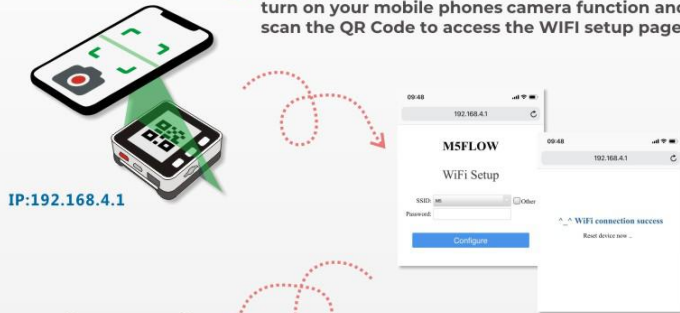 turn on your mobile phones camera function and
scan the QR Code to access the WIFI setup page
IP:192.168.4.1
09:48
192.168.4.1
M5FLOW
WiFi Setup
SSID:
Other
Password:
Configure
09:48
192.168.4.1
^_^ WiFi connection success
Reset device now ..